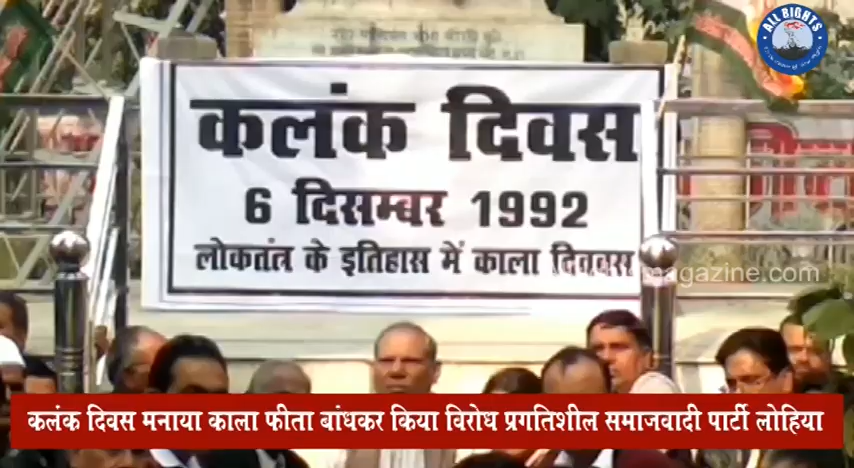 ALL RIGHTS
कलंक दिवस
6 दिसम्बर 1992
लोकतंत्र के इतिहास में काला दिववस
magazine.com
कलंक दिवस मनाया काला फीता बांधकर किया विरोध प्रगतिशील समाजवादी पार्टी लोहिया